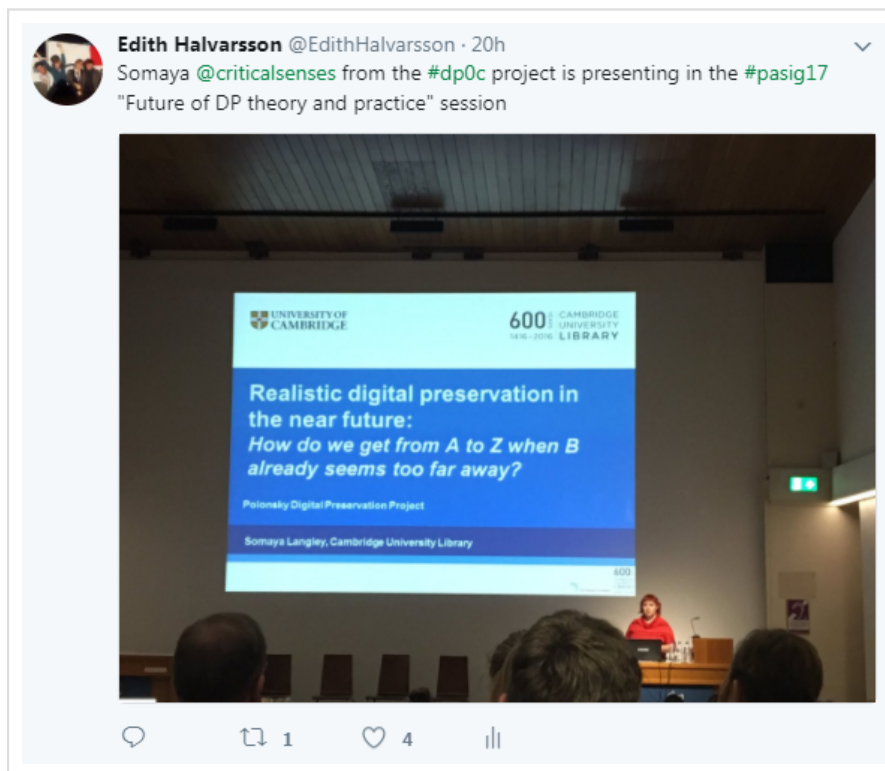 Edith Halvarsson @EdithHalvarsson · 20h
Somaya @criticalsenses from the #dp0c project is presenting in the #pasig17
"Future of DP theory and practice" session
UNIVERSITY OF
CAMBRIDGE
600 YEARS
1416–2016
CAMBRIDGE
UNIVERSITY
LIBRARY
Realistic digital preservation in
the near future:
How do we get from A to Z when B
already seems too far away?
Polonsky Digital Preservation Project
Somaya Langley, Cambridge University Library
600
1
4